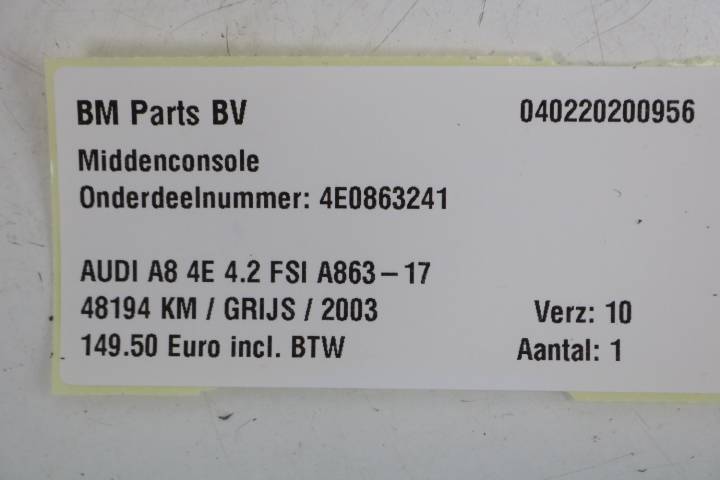 BM Parts BV 040220200956
Middenconsole
Onderdeelnummer: 4E0863241
AUDI A8 4E 4.2 FSI A863-17
48194 KM / GRIJS / 2003 Verz: 10
149.50 Euro incl. BTW Aantal: 1